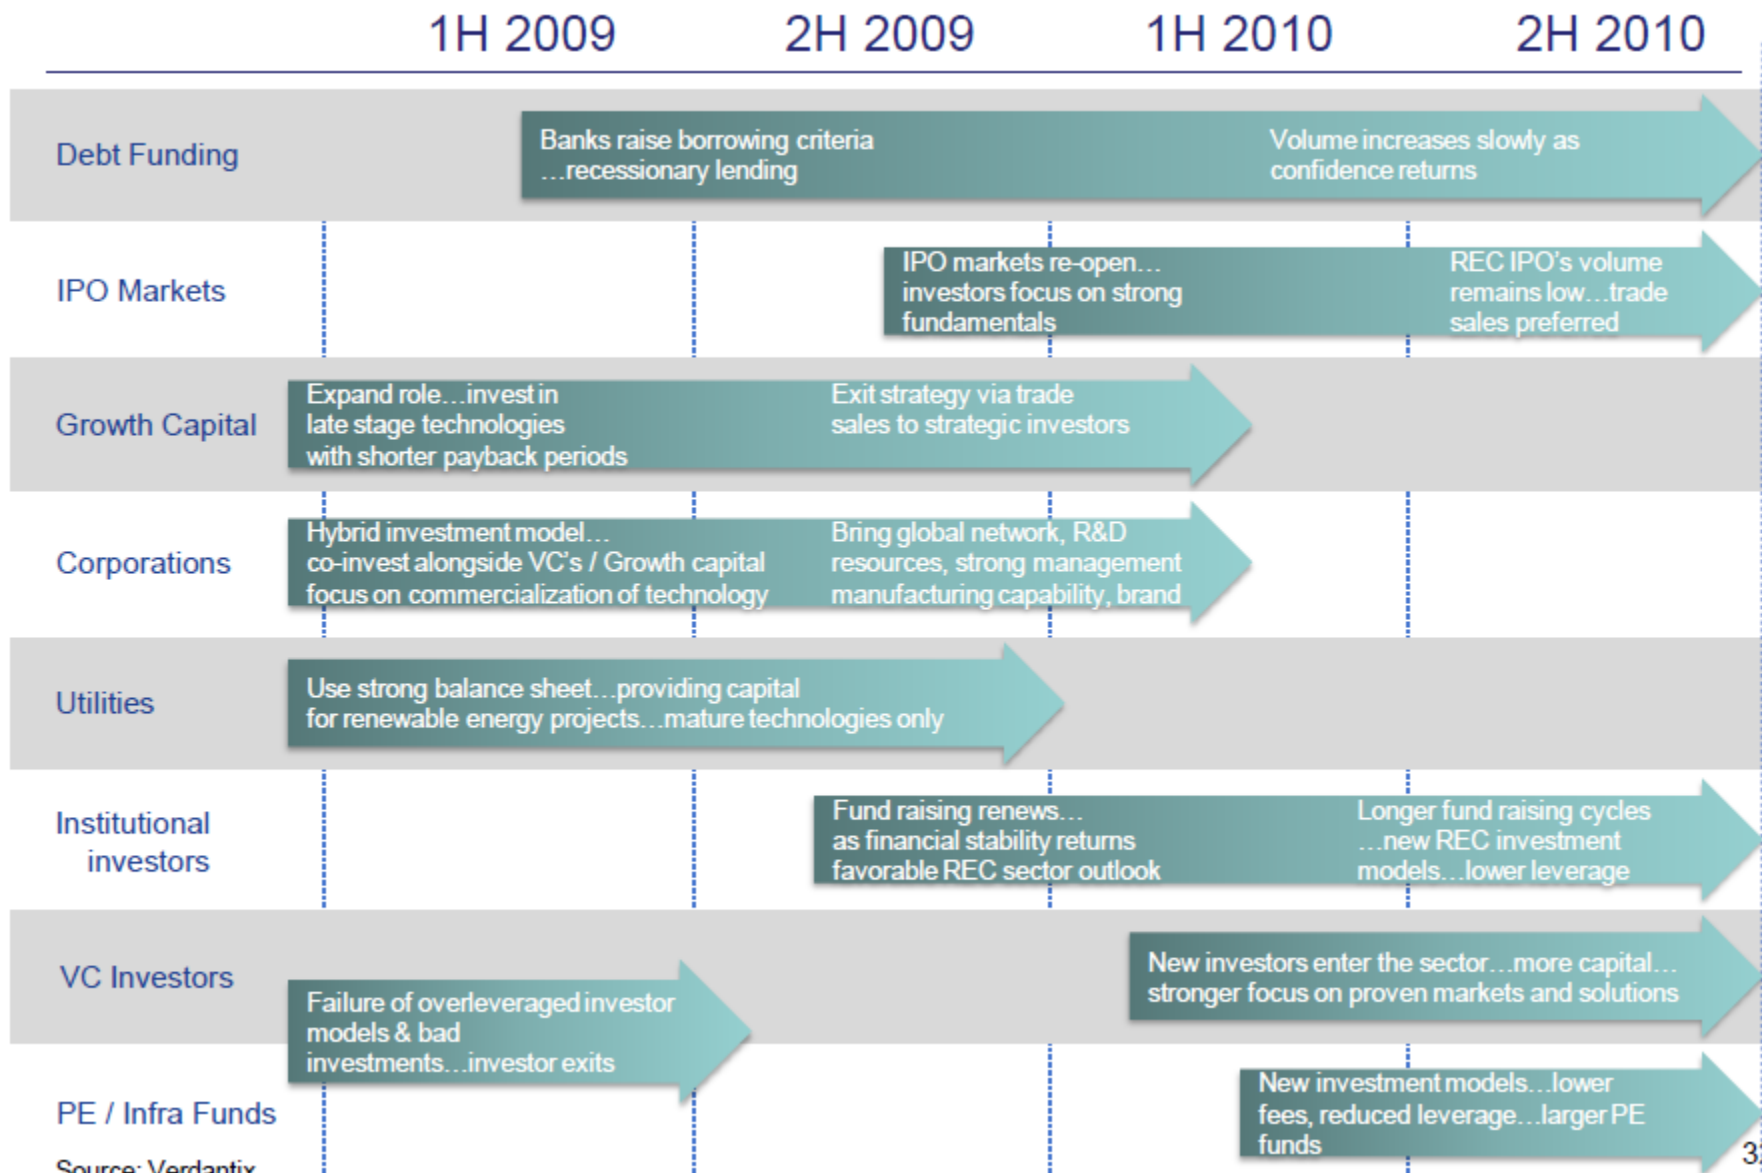 1H 2009
2H 2009
1H 2010
2H 2010
Debt Funding
Banks raise borrowing criteria
…recessionary lending
Volume increases slowly as
confidence returns
IPO Markets
IPO markets re-open…
investors focus on strong
fundamentals
REC IPO's volume
remains low…trade
sales preferred
Growth Capital
Expand role…invest in
late stage technologies
with shorter payback periods
Exit strategy via trade
sales to strategic investors
Corporations
Hybrid investment model…
co-invest alongside VC's / Growth capital
focus on commercialization of technology
Bring global network, R&D
resources, strong management
manufacturing capability, brand
Utilities
Use strong balance sheet…providing capital
for renewable energy projects…mature technologies only
Institutional
investors
Fund raising renews…
as financial stability returns
favorable REC sector outlook
Longer fund raising cycles
…new REC investment
models…lower leverage
VC Investors
New investors enter the sector…more capital…
stronger focus on proven markets and solutions
Failure of overleveraged investor
models & bad
investments…investor exits
PE / Infra Funds
New investment models…lower
fees, reduced leverage…larger PE
funds
Source: Verdantix